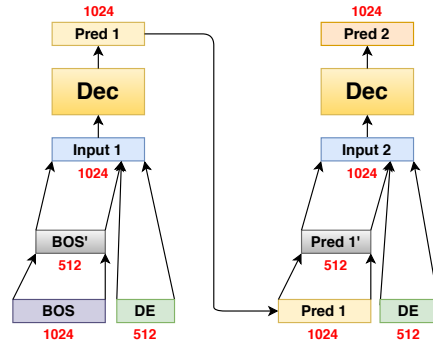 1024
Pred 1
Dec
Input 1
1024
BOS'
512
BOS
1024
DE
512
1024
Pred 2
Dec
Input 2
1024
Pred 1'
512
Pred 1
1024
DE
512